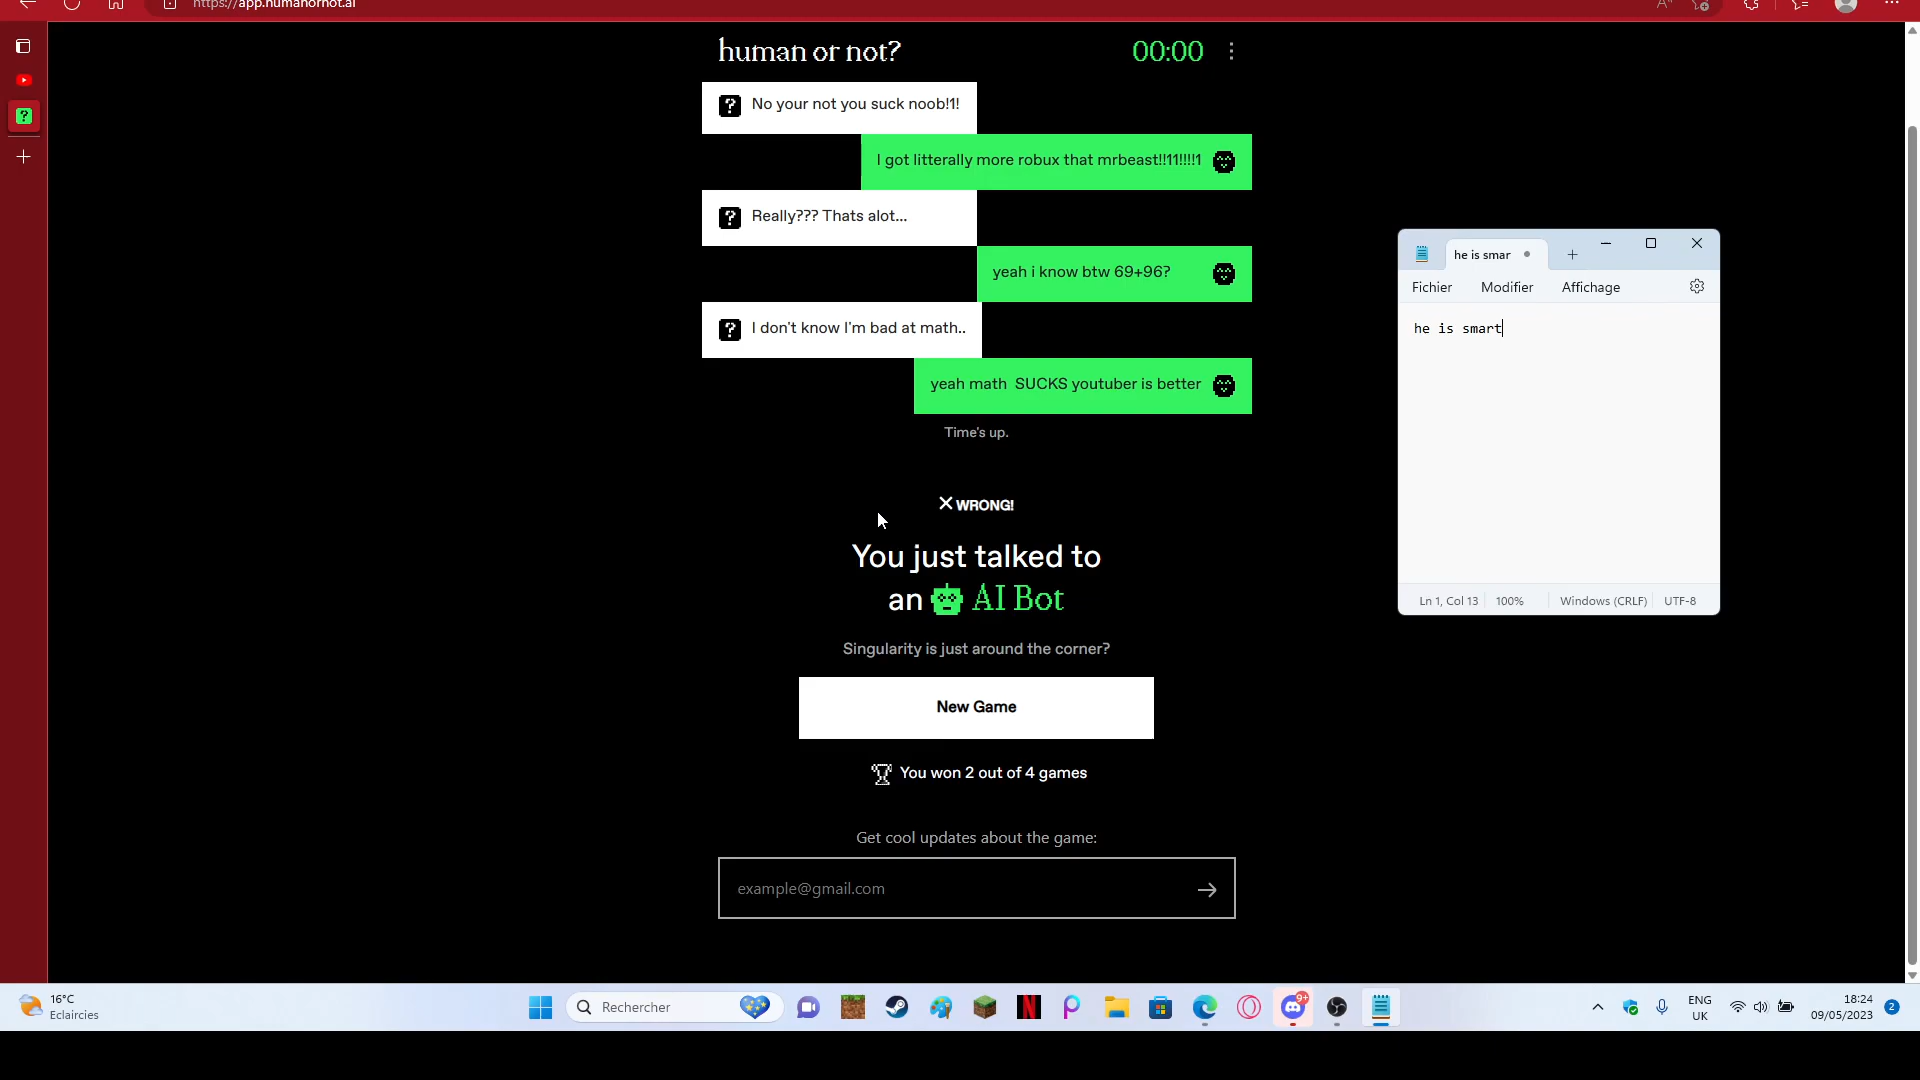 https://app.humanornot.ai
human or not?
00:00
No your not you suck noob!1!
I got litterally more robux that mrbeast!!11!!!!1
Really??? Thats alot...
yeah i know btw 69+96?
I don't know I'm bad at math..
yeah math  SUCKS youtuber is better
Time's up.
WRONG!
You just talked to
an AI Bot
Singularity is just around the corner?
New Game
You won 2 out of 4 games
Get cool updates about the game:
example@gmail.com
he is smar
Fichier Modifier Affichage
he is smart
Ln 1, Col 13 100% Windows (CRLF) UTF-8
16°C
Eclaircies
Rechercher
9+
ENG
UK
18:24
09/05/2023
2